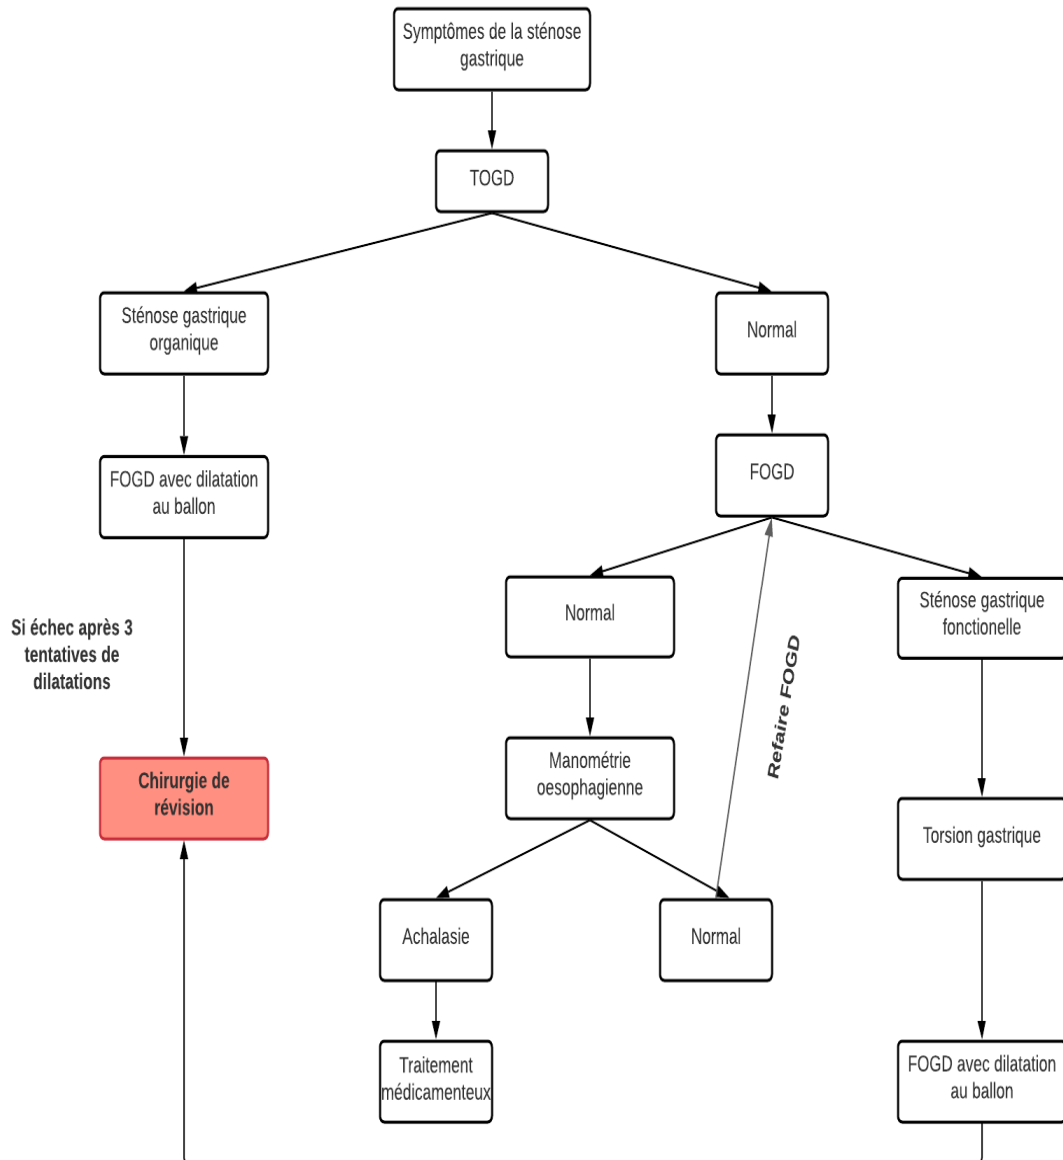 Symptômes de la sténose
gastrique
TOGD
Sténose gastrique
organique
Normal
FOGD avec dilatation
au ballon
FOGD
Si échec après 3
tentatives de
dilatations
Normal
Sténose gastrique
fonctionelle
Refaire FOGD
Chirurgie de
révision
Manométrie
oesophagienne
Torsion gastrique
Achalasie
Normal
Traitement
médicamenteux
FOGD avec dilatation
au ballon